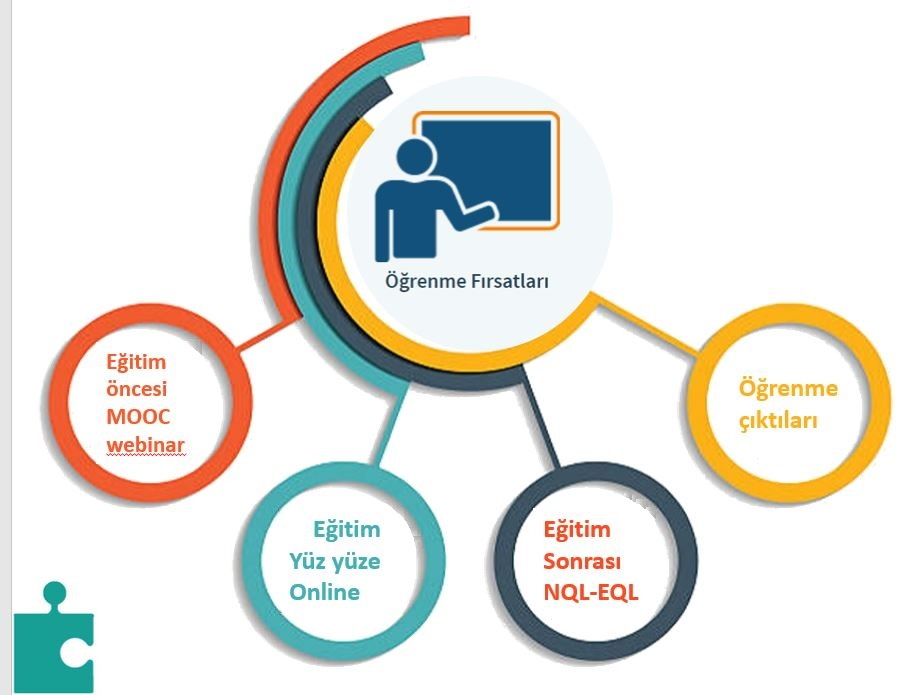 Öğrenme Fırsatları
Eğitim
öncesi
MOOC
webinar
Eğitim
Yüz yüze
Online
Eğitim
Sonrası
NQL-EQL
Öğrenme
çıktıları